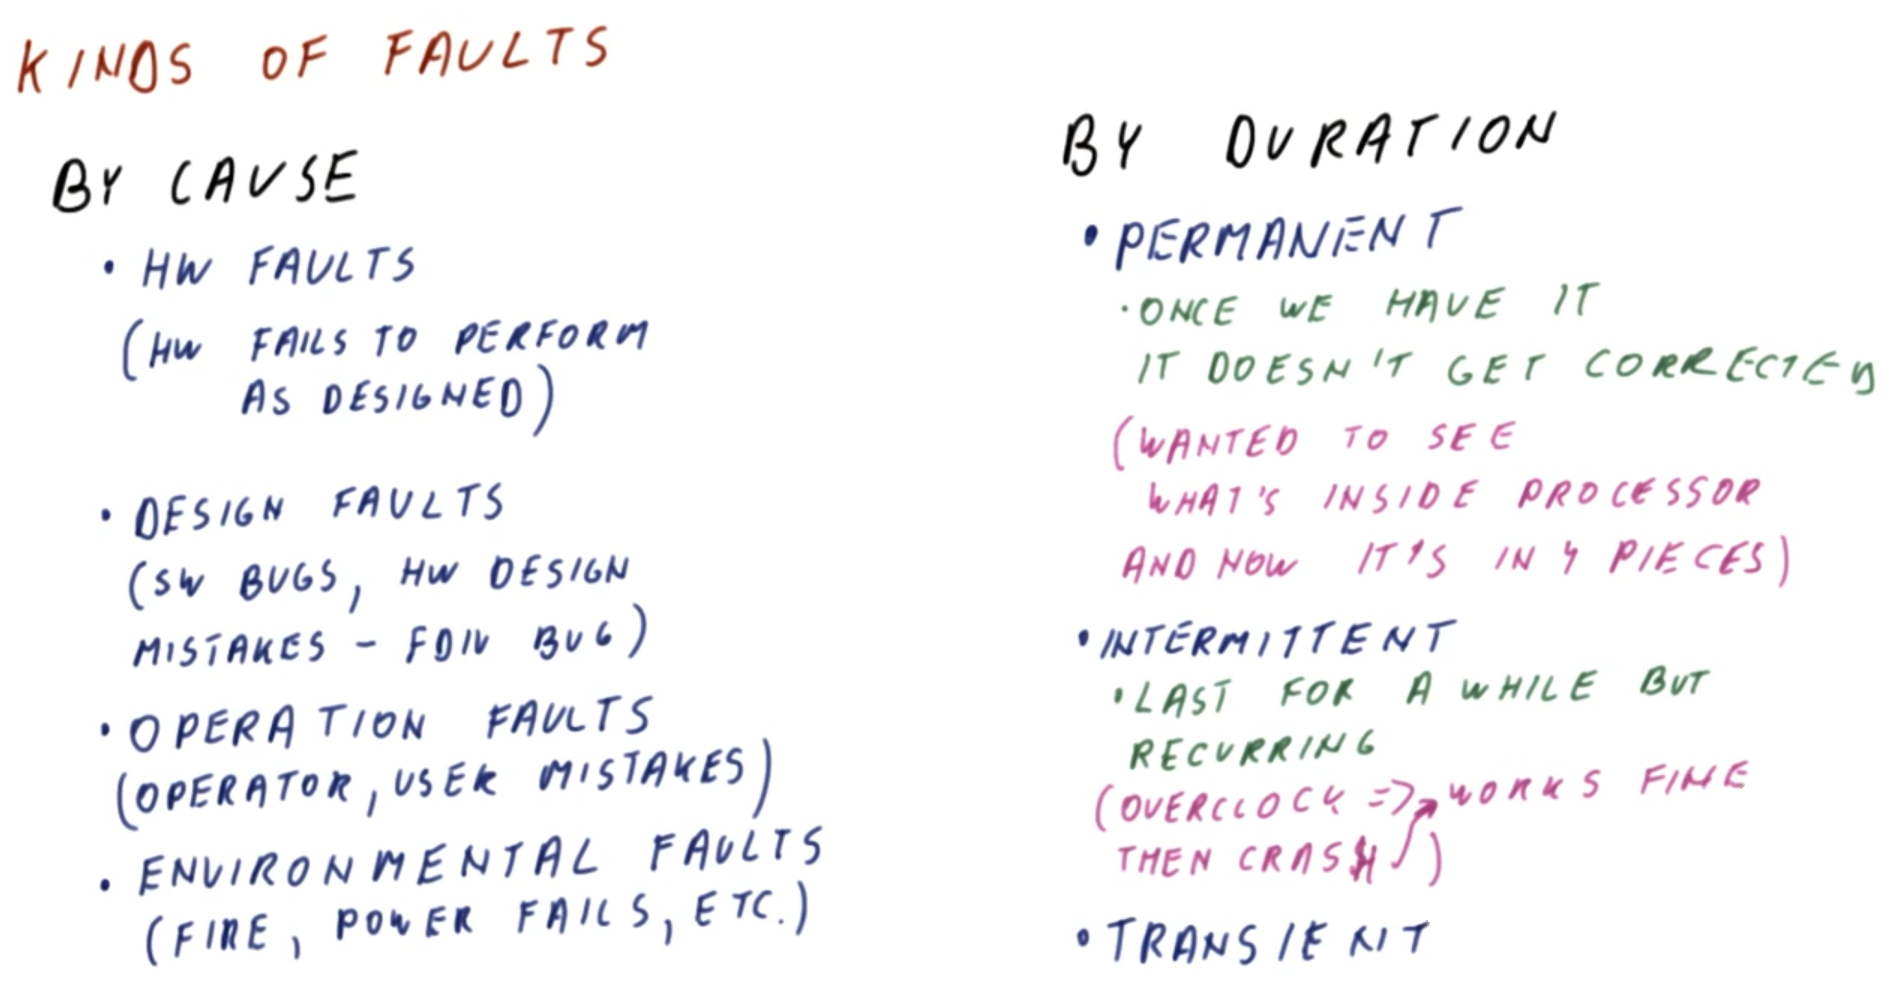 KINDS OF FAULTS
BY CAUSE
• HW FAULTS
(HW FAILS TO PERFORM
AS DESIGNED)
• DESIGN FAULTS
(SW BUGS, HW DESIGN
MISTAKES - FDIV BUG)
• OPERATION FAULTS
(OPERATOR, USER MISTAKES)
• ENVIRONMENTAL FAULTS
(FIRE, POWER FAILS, ETC.)
BY DURATION
• PERMANENT
• ONCE WE HAVE IT
IT DOESN'T GET CORRECTEY
(WANTED TO SEE
WHAT'S INSIDE PROCESSOR
AND NOW IT'S IN 4 PIECES)
• INTERMITTENT
• LAST FOR A WHILE BUT
RECURRING
(OVERCLOCK => WORKS FINE
THEN CRASH)
• TRANSIENT